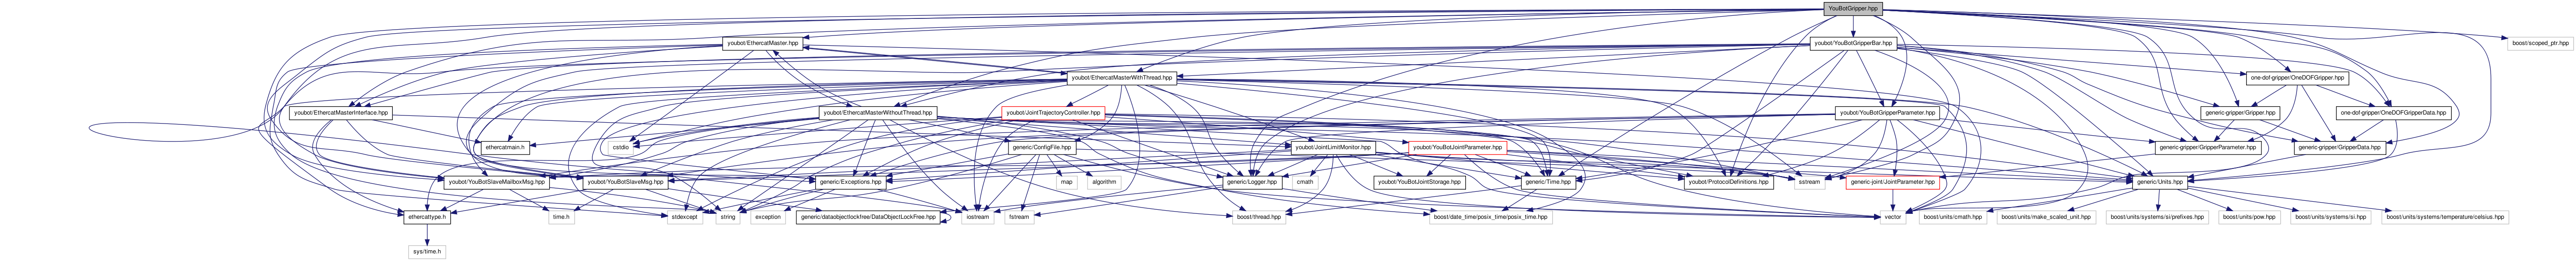 YouBotGripper.hpp
youbot/EthercatMaster.hpp
youbot/YouBotGripperBar.hpp
boost/scoped_ptr.hpp
youbot/EthercatMasterWithThread.hpp
one-dof-gripper/OneDOFGripper.hpp
youbot/EthercatMasterInterface.hpp
youbot/EthercatMasterWithoutThread.hpp
youbot/JointTrajectoryController.hpp
youbot/YouBotGripperParameter.hpp
generic-gripper/Gripper.hpp
one-dof-gripper/OneDOFGripperData.hpp
ethercatmain.h
cstdio
generic/ConfigFile.hpp
youbot/JointLimitMonitor.hpp
youbot/YouBotJointParameter.hpp
generic-gripper/GripperParameter.hpp
generic-gripper/GripperData.hpp
youbot/YouBotSlaveMailboxMsg.hpp
youbot/YouBotSlaveMsg.hpp
generic/Exceptions.hpp
map
algorithm
generic/Logger.hpp
cmath
youbot/YouBotJointStorage.hpp
generic/Time.hpp
youbot/ProtocolDefinitions.hpp
sstream
generic-joint/JointParameter.hpp
generic/Units.hpp
ethercattype.h
time.h
stdexcept
string
exception
generic/dataobjectlockfree/DataObjectLockFree.hpp
iostream
fstream
boost/thread.hpp
boost/date_time/posix_time/posix_time.hpp
vector
boost/units/cmath.hpp
boost/units/make_scaled_unit.hpp
boost/units/systems/si/prefixes.hpp
boost/units/pow.hpp
boost/units/systems/si.hpp
boost/units/systems/temperature/celsius.hpp
sys/time.h